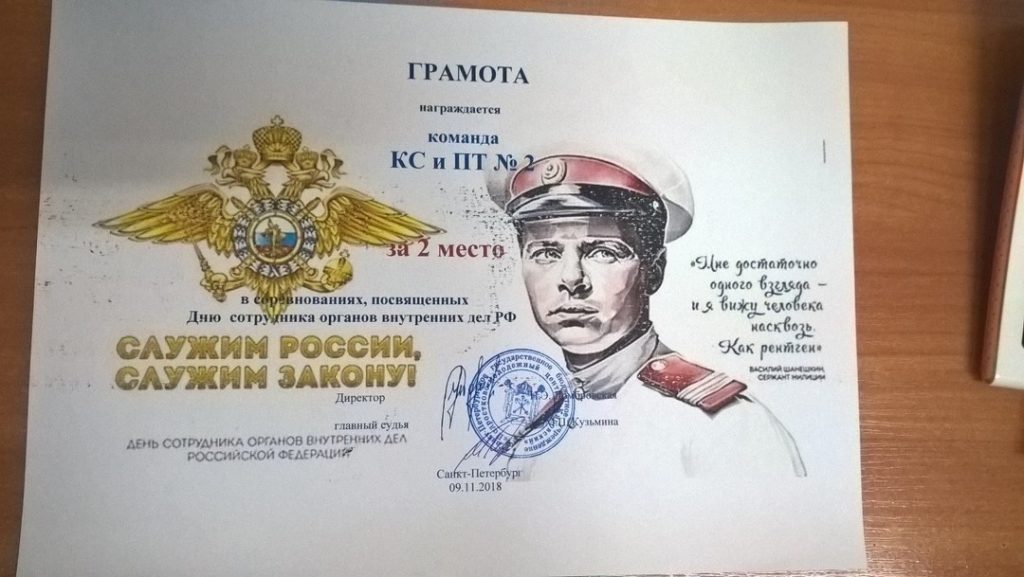 ГРАМОТА
награждается
команда
КС и ПТ № 2
за 2 место
в соревнованиях, посвященных
Дню сотрудника органов внутренних дел РФ
СЛУЖИМ РОССИИ,
СЛУЖИМ ЗАКОНУ!
Директор
главный судья
Кузьмина
ДЕНЬ СОТРУДНИКА ОРГАНОВ ВНУТРЕННИХ ДЕЛ
РОССИЙСКОЙ ФЕДЕРАЦИИ
Санкт-Петербург
09.11.2018
«Мне достаточно
одного взгляда –
и я вижу человека
насквозь.
Как рентген»
ВАСИЛИЙ ШАНЕШКИН,
СЕРЖАНТ МИЛИЦИИ